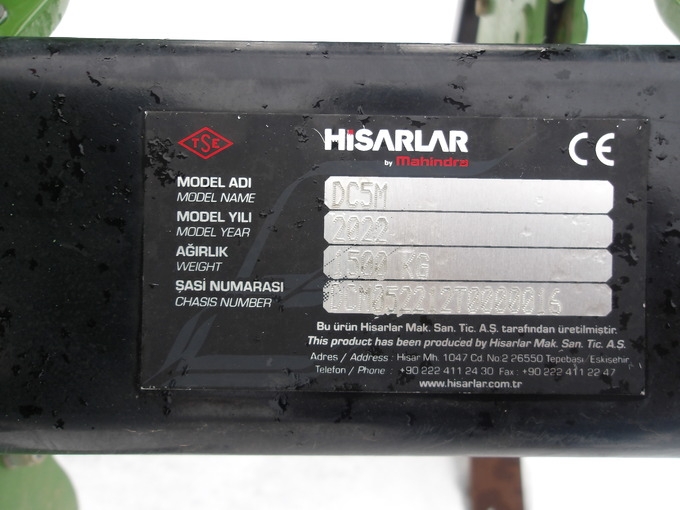 TSE
HİSARLAR
by Mahindra
CE
MODEL ADI
MODEL NAME
DC5M
MODEL YILI
MODEL YEAR
2022
AĞIRLIK
WEIGHT
1500 KG
ŞASİ NUMARASI
CHASIS NUMBER
Bu ürün Hisarlar Mak. San. Tic. A.Ş. tarafından üretilmiştir.
This product has been produced by Hisarlar Mak. San. Tic. A.Ş.
Adres / Address : Hisar Mh. 1047 Cd. No:2 26550 Tepebaşı/Eskişehir
Telefon / Phone : +90 222 411 24 30 Fax : +90 222 411 22 47
www.hisarlar.com.tr